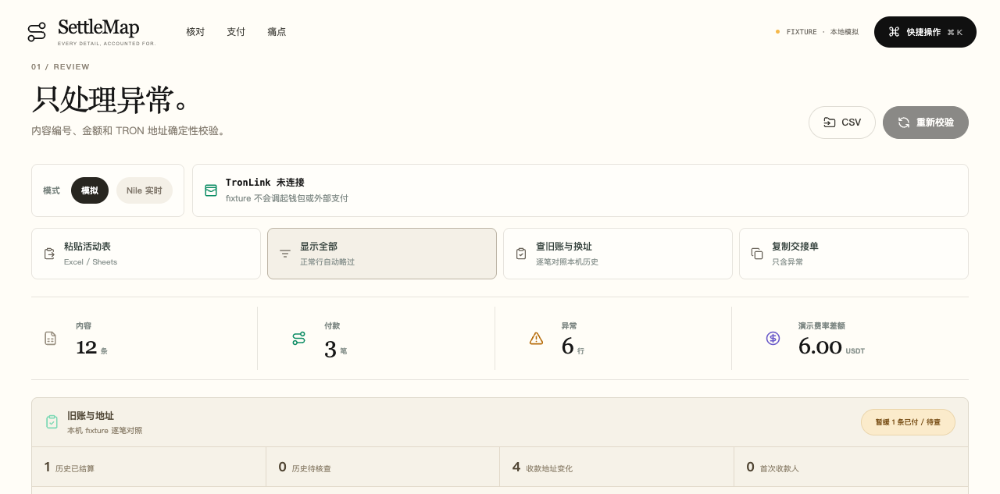 SettleMap
EVERY DETAIL, ACCOUNTED FOR.
核对
支付
痛点
FIXTURE · 本地模拟
快捷操作 ⌘ K
01 / REVIEW
只处理异常。
内容编号、金额和 TRON 地址确定性校验。
CSV
重新校验
模式
模拟
Nile 实时
TronLink 未连接
fixture 不会调起钱包或外部支付
粘贴活动表
Excel / Sheets
显示全部
正常行自动略过
查旧账与换址
逐笔对照本机历史
复制交接单
只含异常
内容
12 条
付款
3 笔
异常
6 行
演示费率差额
6.00 USDT
旧账与地址
本机 fixture 逐笔对照
暂缓 1 条已付 / 待查
1 历史已结算
0 历史待核查
4 收款地址变化
0 首次收款人